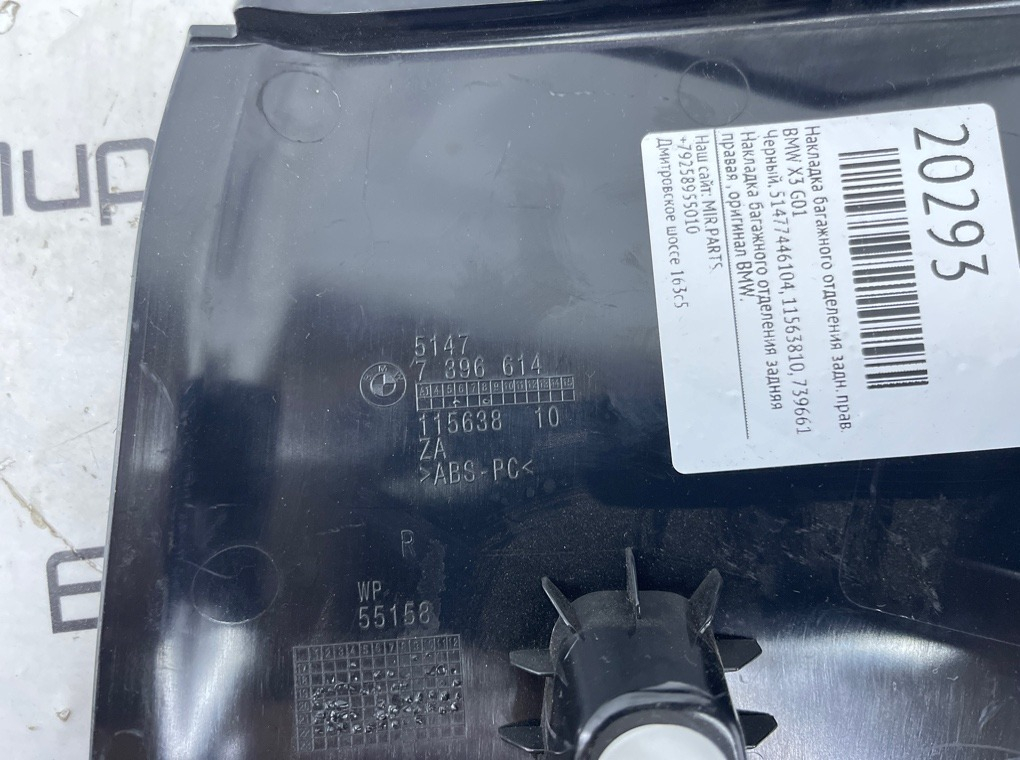 20293
Накладка багажного отделения задн. прав.
BMW X3 G01
Черный, 51477446104, 11563810, 739661
Накладка багажного отделения задняя
правая , оригинал BMW.
Наш сайт: MIR.PARTS.
+79258955010
Дмитровское шоссе 163с5
5147
7 396 614
115638 10
ZA
>ABS-PC<
R
WP
55158